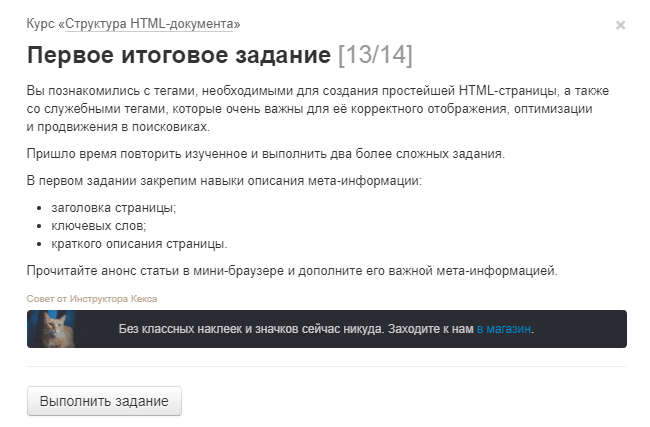 Курс «Структура HTML-документа»
×
Первое итоговое задание [13/14]
Вы познакомились с тегами, необходимыми для создания простейшей HTML-страницы, а также
со служебными тегами, которые очень важны для её корректного отображения, оптимизации
и продвижения в поисковиках.
Пришло время повторить изученное и выполнить два более сложных задания.
В первом задании закрепим навыки описания мета-информации:
• заголовка страницы;
• ключевых слов;
• краткого описания страницы.
Прочитайте анонс статьи в мини-браузере и дополните его важной мета-информацией.
Совет от Инструктора Кекса
Без классных наклеек и значков сейчас никуда. Заходите к нам в магазин.
Выполнить задание